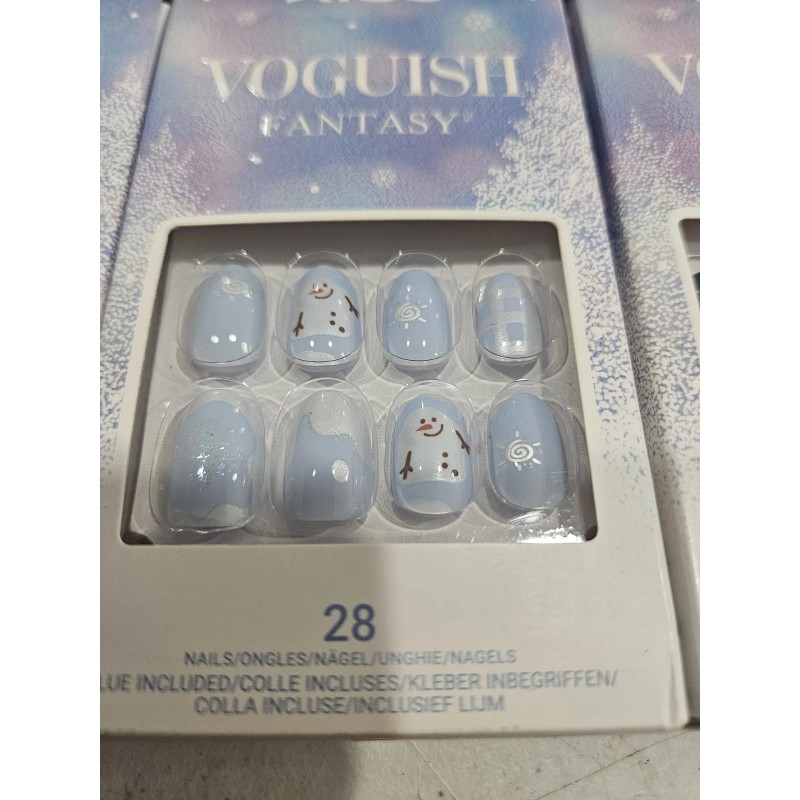 VOGUISH
FANTASY
28
NAILS/ONGLES/NÄGEL/UNGHIE/NAGELS
LUE INCLUDED/COLLE INCLUSES/KLEBER INBEGRIFFEN/
COLLA INCLUSE/INCLUSIEF LIJM